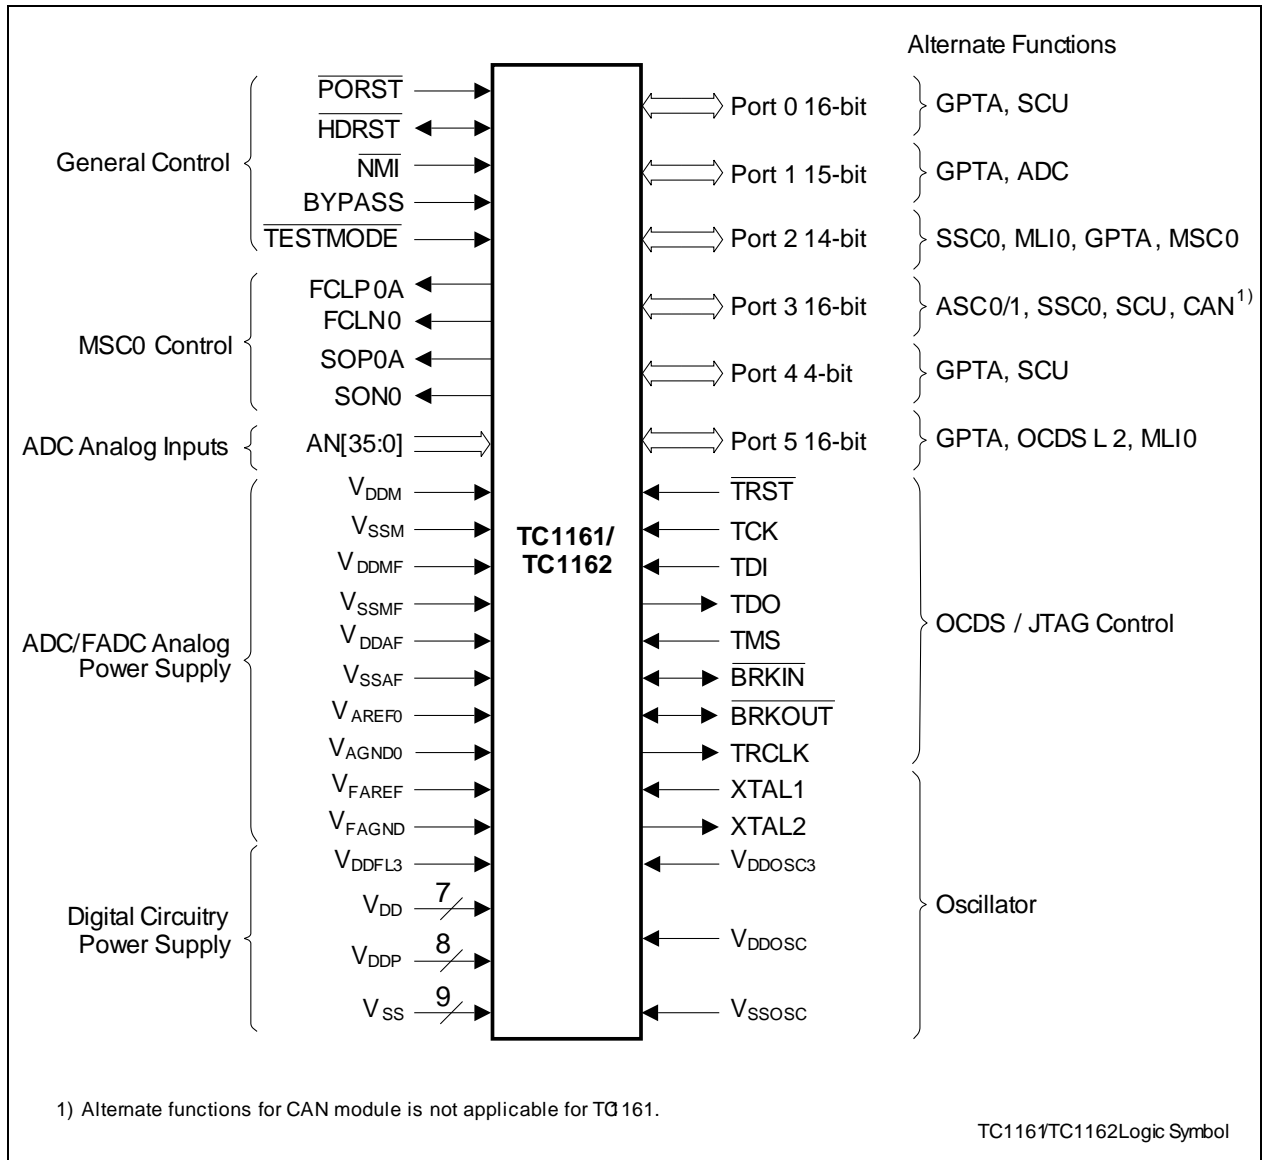 Alternate Functions
General Control
PORST
HDRST
NMI
BYPASS
TESTMODE
MSC0 Control
FCLP0A
FCLN0
SOP0A
SON0
ADC Analog Inputs
AN[35:0]
ADC/FADC Analog
Power Supply
VDDM
VSSM
VDDMF
VSSMF
VDDAF
VSSAF
VAREF0
VAGND0
VFAREF
VFAGND
Digital Circuitry
Power Supply
VDDFL3
VDD 7
VDDP 8
VSS 9
TC1161/
TC1162
Port 0 16-bit GPTA, SCU
Port 1 15-bit GPTA, ADC
Port 2 14-bit SSC0, MLI0, GPTA, MSC0
Port 3 16-bit ASC0/1, SSC0, SCU, CAN1)
Port 4 4-bit GPTA, SCU
Port 5 16-bit GPTA, OCDS L2, MLI0
TRST
TCK
TDI
TDO
TMS
BRKIN
BRKOUT
TRCLK
OCDS / JTAG Control
XTAL1
XTAL2
VDDOSC3
VDDOSC
VSSOSC
Oscillator
1) Alternate functions for CAN module is not applicable for TC1161.
TC1161/TC1162 Logic Symbol